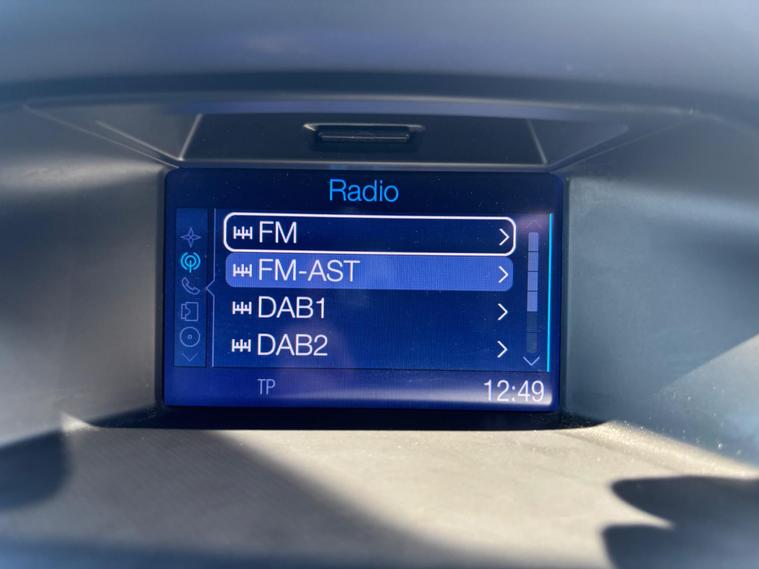 Radio
FM
FM-AST
DAB1
DAB2
TP 12:49